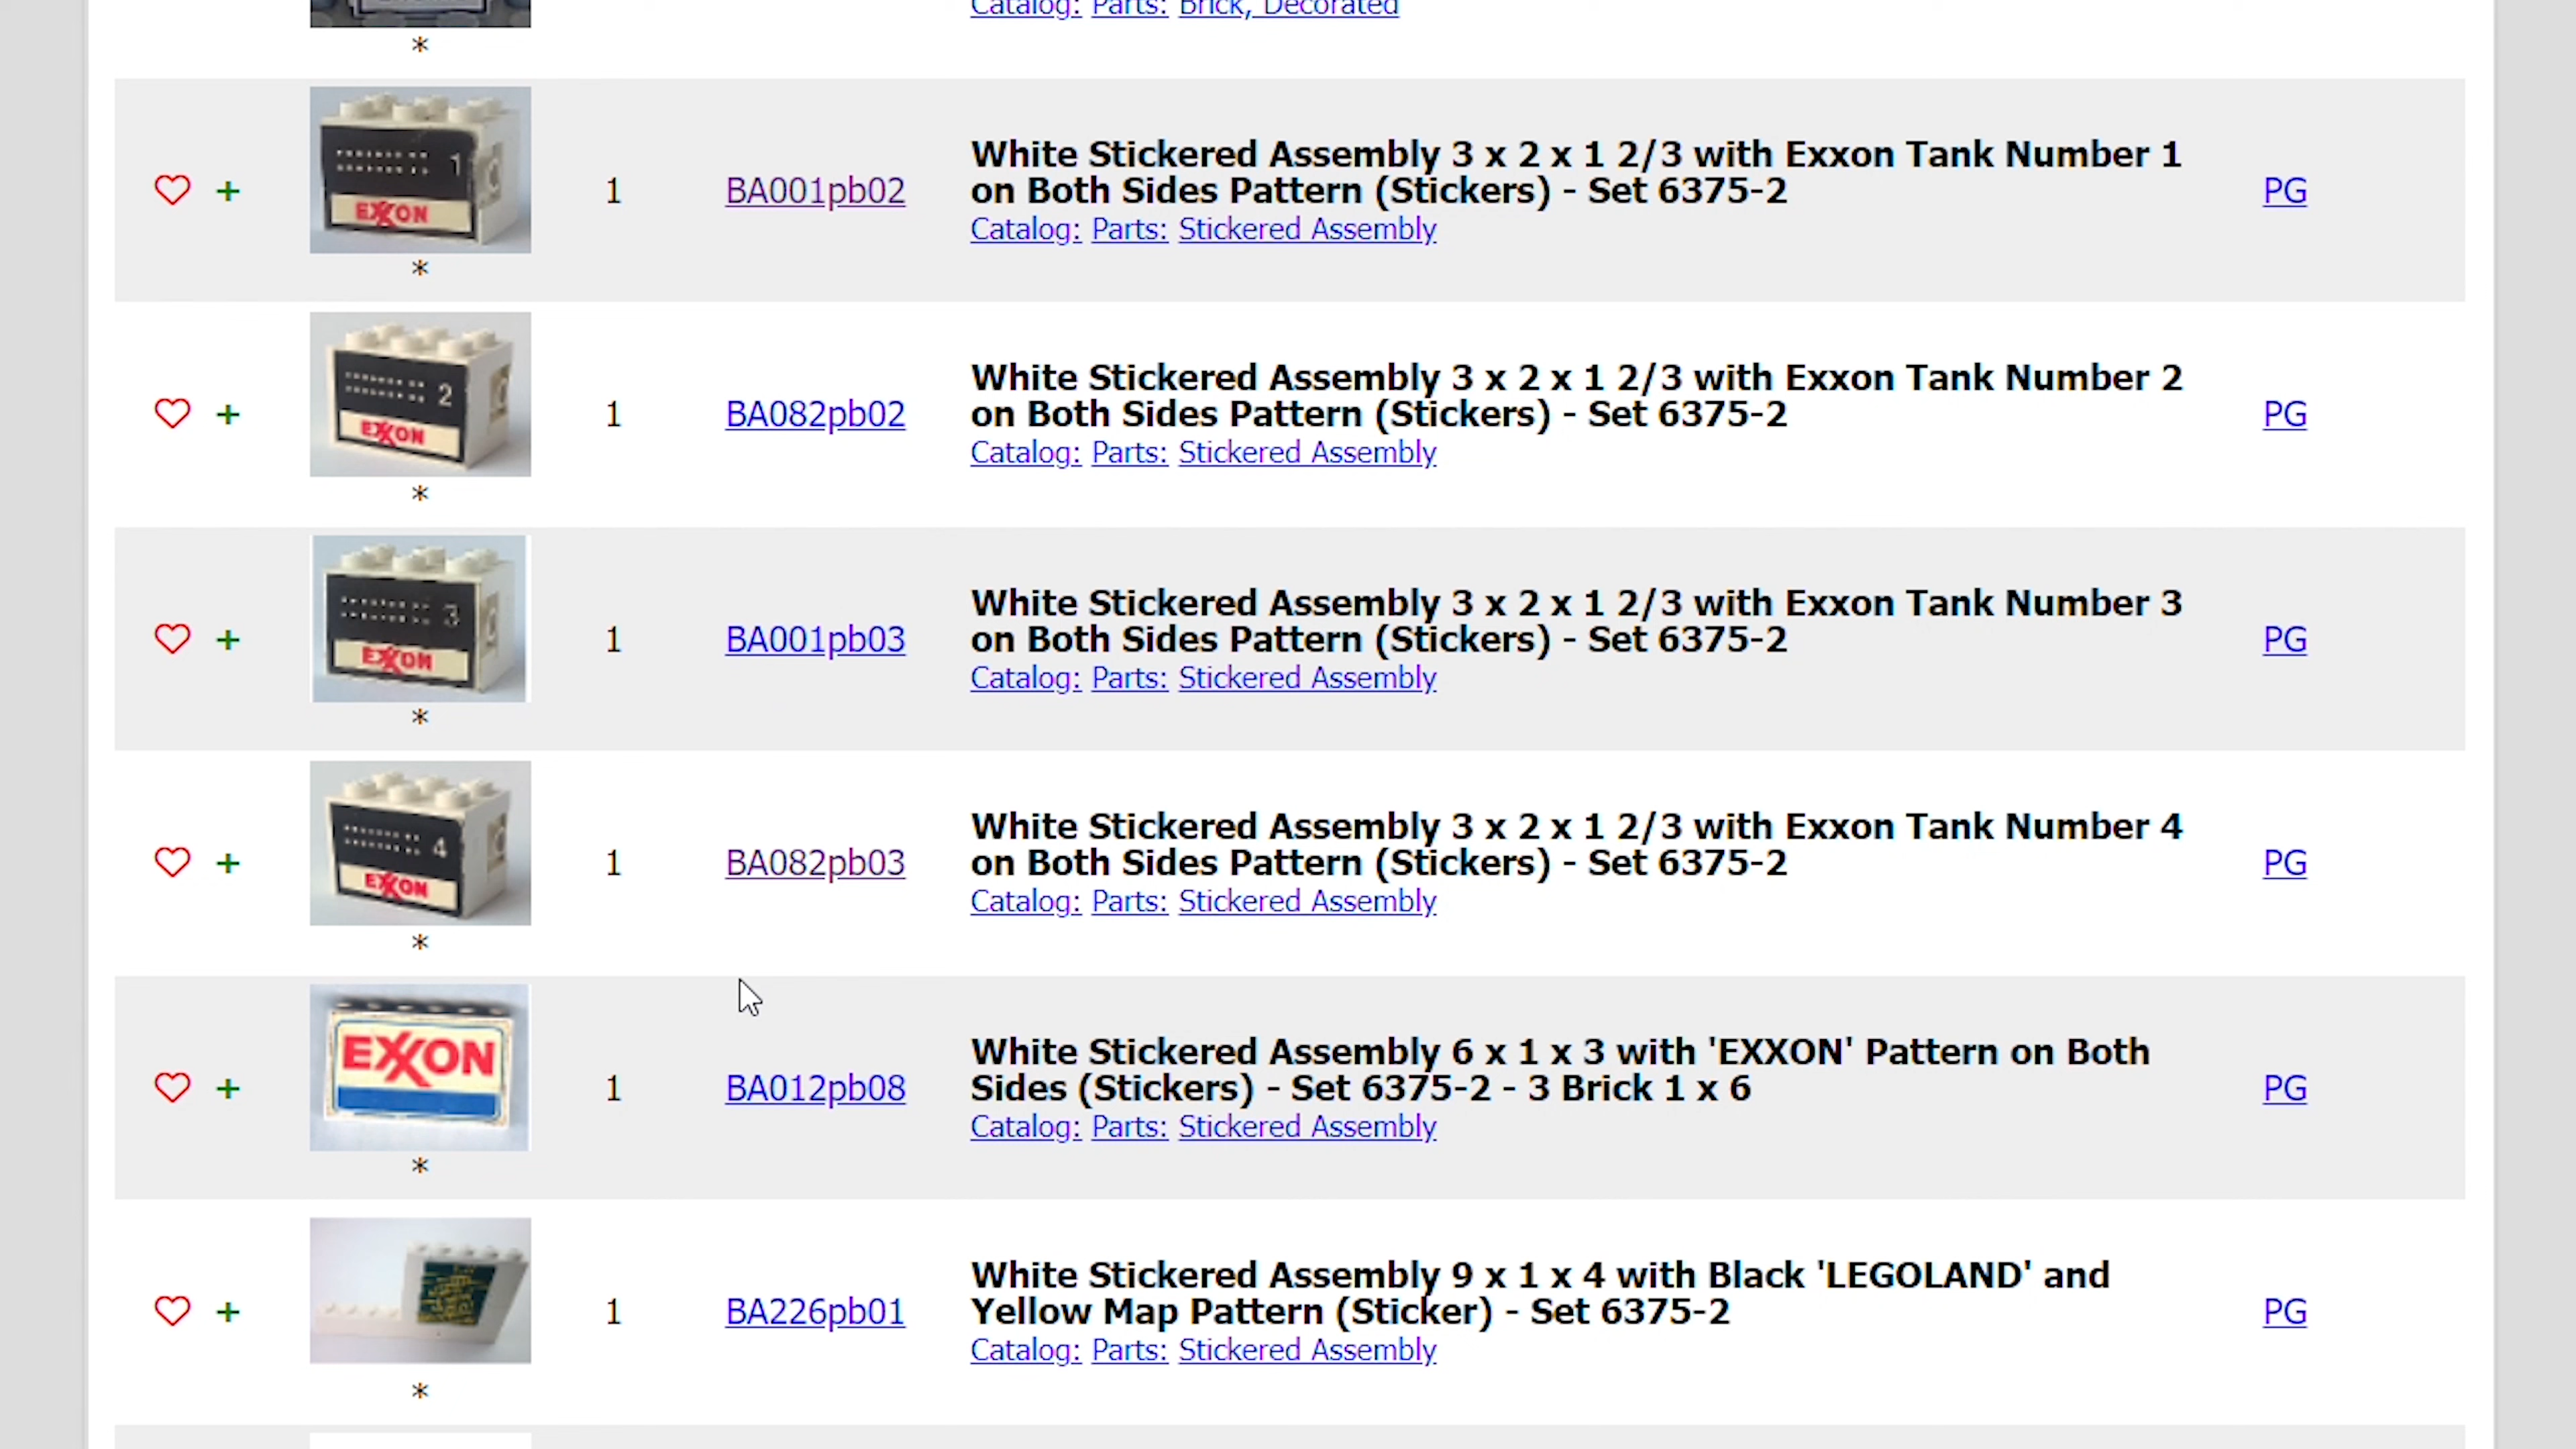 Catalog: Parts: Brick, Decorated
*
1
EXXON
*
1 BA001pb02 White Stickered Assembly 3 x 2 x 1 2/3 with Exxon Tank Number 1
on Both Sides Pattern (Stickers) - Set 6375-2 PG
Catalog: Parts: Stickered Assembly
2
EXXON
*
1 BA082pb02 White Stickered Assembly 3 x 2 x 1 2/3 with Exxon Tank Number 2
on Both Sides Pattern (Stickers) - Set 6375-2 PG
Catalog: Parts: Stickered Assembly
3
EXXON
*
1 BA001pb03 White Stickered Assembly 3 x 2 x 1 2/3 with Exxon Tank Number 3
on Both Sides Pattern (Stickers) - Set 6375-2 PG
Catalog: Parts: Stickered Assembly
4
EXXON
*
1 BA082pb03 White Stickered Assembly 3 x 2 x 1 2/3 with Exxon Tank Number 4
on Both Sides Pattern (Stickers) - Set 6375-2 PG
Catalog: Parts: Stickered Assembly
EXXON
*
1 BA012pb08 White Stickered Assembly 6 x 1 x 3 with 'EXXON' Pattern on Both
Sides (Stickers) - Set 6375-2 - 3 Brick 1 x 6 PG
Catalog: Parts: Stickered Assembly
*
1 BA226pb01 White Stickered Assembly 9 x 1 x 4 with Black 'LEGOLAND' and
Yellow Map Pattern (Sticker) - Set 6375-2 PG
Catalog: Parts: Stickered Assembly